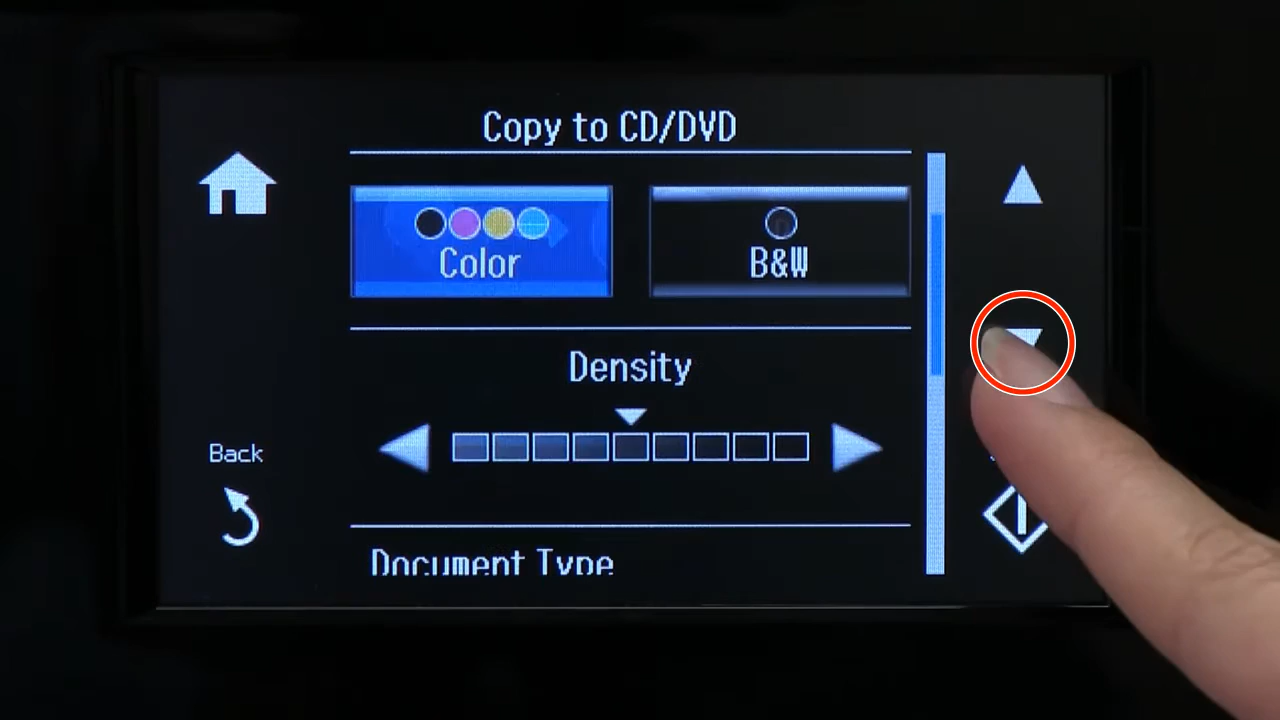 Copy to CD/DVD
Color
B&W
Density
Back
Document Type